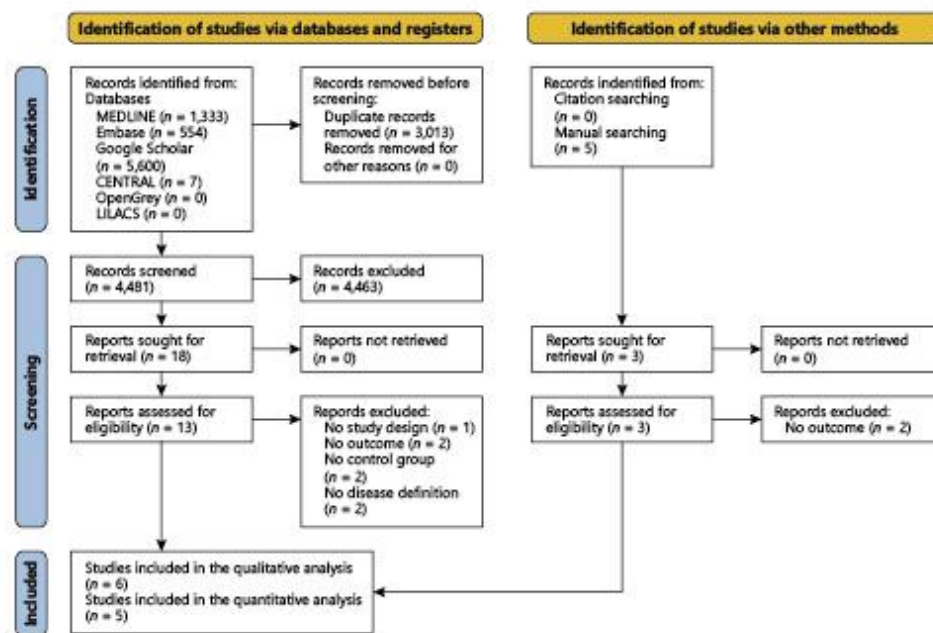 Identification of studies via databases and registers
Identification of studies via other methods
Identification
Records identified from:
Databases
MEDLINE (n = 1,333)
Embase (n = 554)
Google Scholar
(n = 5,600)
CENTRAL (n = 7)
OpenGrey (n = 0)
LILACS (n = 0)
Records removed before
screening:
Duplicate records
removed (n = 3,013)
Records removed for
other reasons (n = 0)
Records indentified from:
Citation searching
(n = 0)
Manual searching
(n = 5)
Screening
Records screened
(n = 4,481)
Records excluded
(n = 4,463)
Reports sought for
retrieval (n = 18)
Reports not retrieved
(n = 0)
Reports sought for
retrieval (n = 3)
Reports not retrieved
(n = 0)
Reports assessed for
eligibility (n = 13)
Records excluded:
No study design (n = 1)
No outcome (n = 2)
No control group
(n = 2)
No disease definition
(n = 2)
Reports assessed for
eligibility (n = 3)
Records excluded:
No outcome (n = 2)
Included
Studies included in the qualitative analysis
(n = 6)
Studies included in the quantitative analysis
(n = 5)